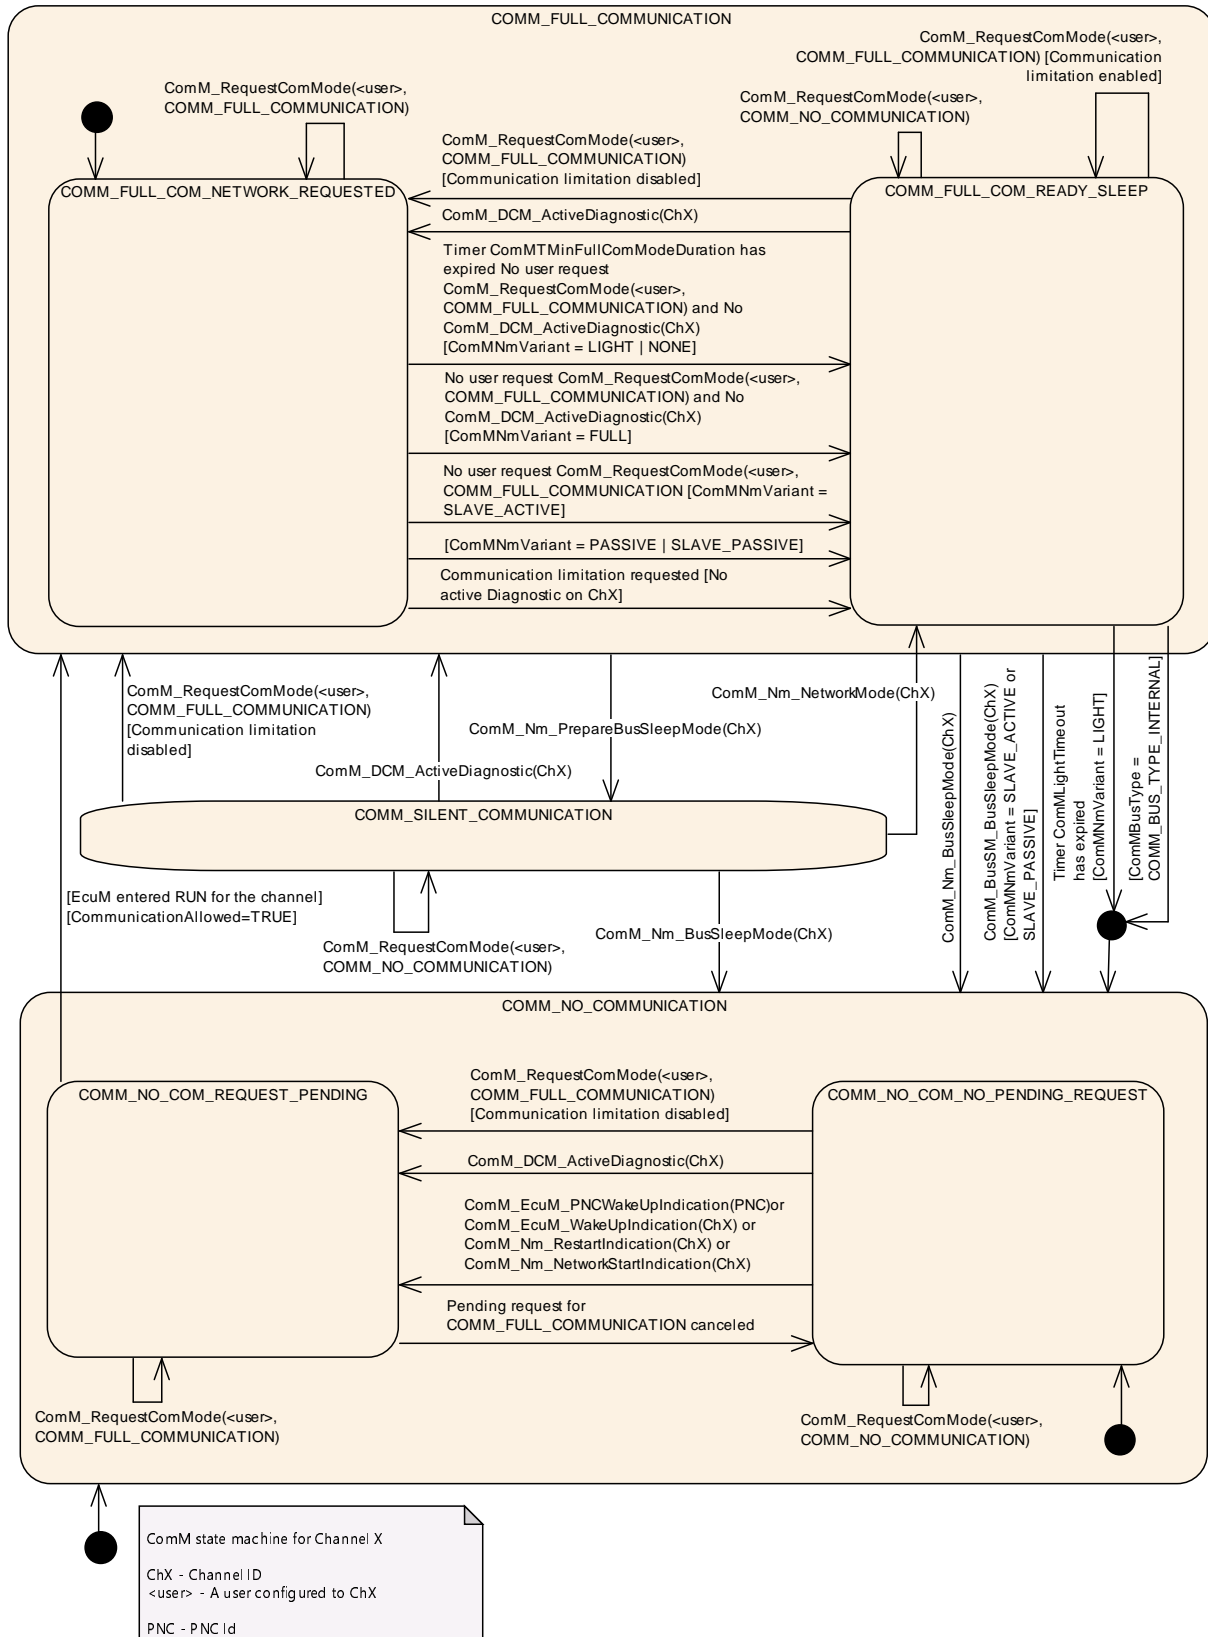 COMM_FULL_COMMUNICATION
ComM_RequestComMode(<user>,
COMM_FULL_COMMUNICATION) [Communication
limitation enabled]
ComM_RequestComMode(<user>,
COMM_FULL_COMMUNICATION)
ComM_RequestComMode(<user>,
COMM_NO_COMMUNICATION)
ComM_RequestComMode(<user>,
COMM_FULL_COMMUNICATION)
[Communication limitation disabled]
COMM_FULL_COM_NETWORK_REQUESTED
COMM_FULL_COM_READY_SLEEP
ComM_DCM_ActiveDiagnostic(ChX)
Timer ComMTMinFullComModeDuration has
expired No user request
ComM_RequestComMode(<user>,
COMM_FULL_COMMUNICATION) and No
ComM_DCM_ActiveDiagnostic(ChX)
[ComMNmVariant = LIGHT | NONE]
No user request ComM_RequestComMode(<user>,
COMM_FULL_COMMUNICATION) and No
ComM_DCM_ActiveDiagnostic(ChX)
[ComMNmVariant = FULL]
No user request ComM_RequestComMode(<user>,
COMM_FULL_COMMUNICATION [ComMNmVariant =
SLAVE_ACTIVE]
[ComMNmVariant = PASSIVE | SLAVE_PASSIVE]
Communication limitation requested [No
active Diagnostic on ChX]
ComM_RequestComMode(<user>,
COMM_FULL_COMMUNICATION)
[Communication limitation
disabled]
ComM_DCM_ActiveDiagnostic(ChX)
ComM_Nm_PrepareBusSleepMode(ChX)
ComM_Nm_NetworkMode(ChX)
ComM_Nm_BusSleepMode(ChX)
ComM_BusSM_BusSleepMode(ChX)
[ComMNmVariant = SLAVE_ACTIVE or
SLAVE_PASSIVE]
Timer ComMLightTimeout
has expired
[ComMNmVariant = LIGHT]
[ComMBusType =
COMM_BUS_TYPE_INTERNAL]
COMM_SILENT_COMMUNICATION
[EcuM entered RUN for the channel]
[CommunicationAllowed=TRUE]
ComM_RequestComMode(<user>,
COMM_NO_COMMUNICATION)
ComM_Nm_BusSleepMode(ChX)
COMM_NO_COMMUNICATION
COMM_NO_COM_REQUEST_PENDING
COMM_NO_COM_NO_PENDING_REQUEST
ComM_RequestComMode(<user>,
COMM_FULL_COMMUNICATION)
[Communication limitation disabled]
ComM_DCM_ActiveDiagnostic(ChX)
ComM_EcuM_PNCWakeUpIndication(PNC)or
ComM_EcuM_WakeUpIndication(ChX) or
ComM_Nm_RestartIndication(ChX) or
ComM_Nm_NetworkStartIndication(ChX)
Pending request for
COMM_FULL_COMMUNICATION canceled
ComM_RequestComMode(<user>,
COMM_FULL_COMMUNICATION)
ComM_RequestComMode(<user>,
COMM_NO_COMMUNICATION)
ComM state machine for Channel X
ChX - Channel ID
<user> - A user configured to ChX
PNC - PNC Id